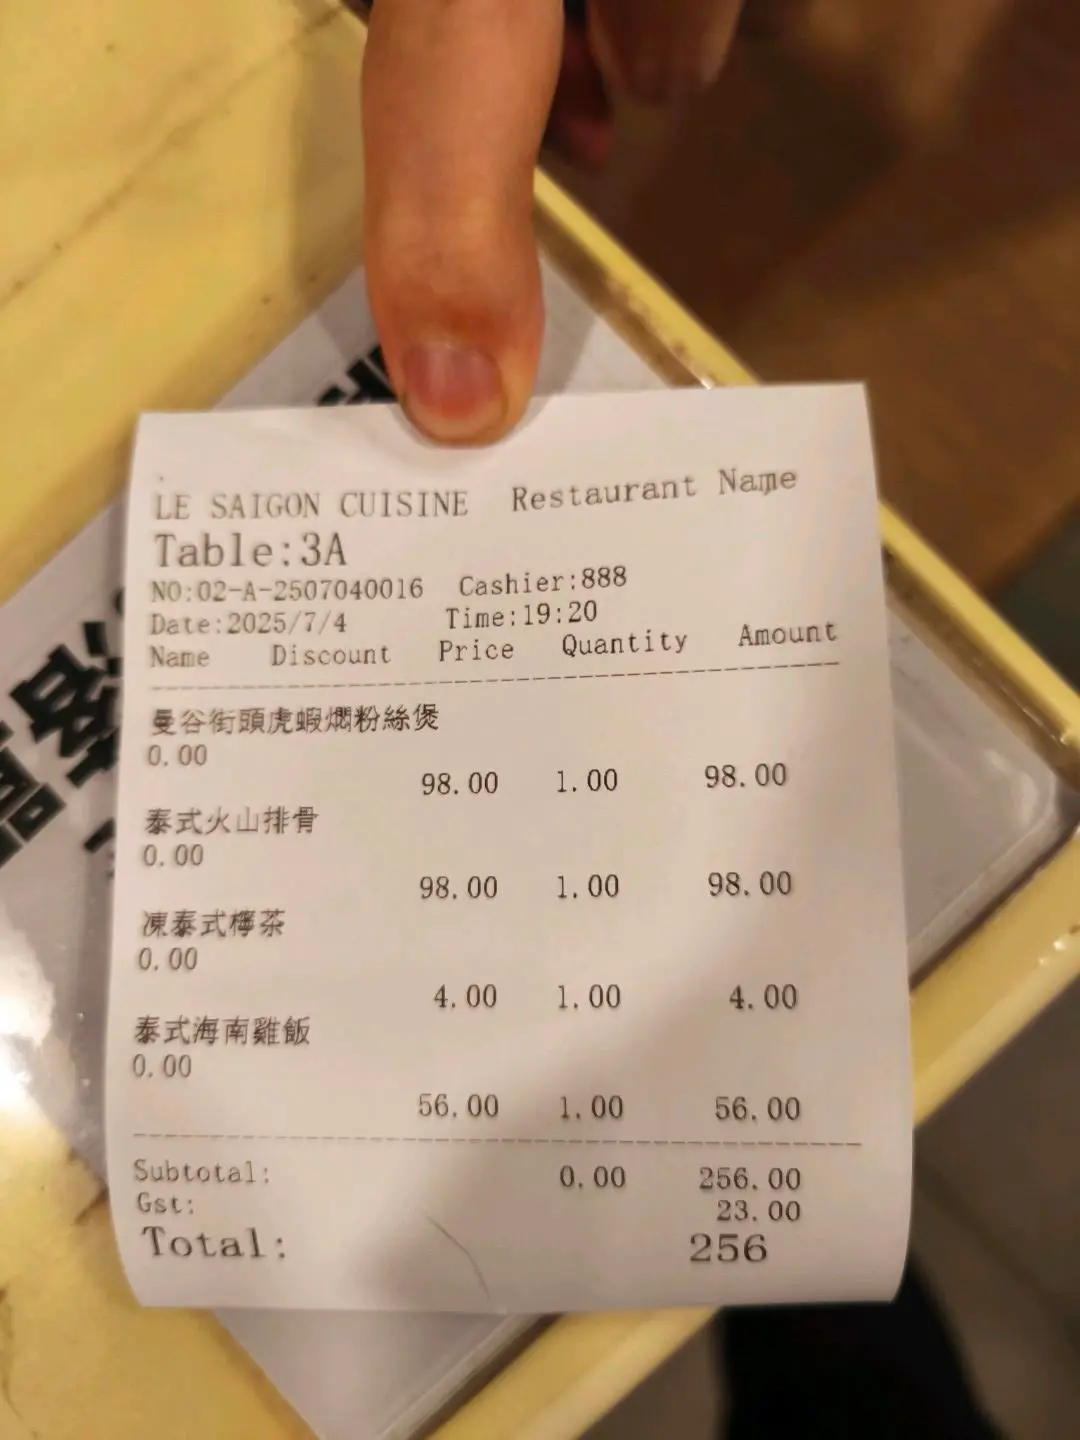 LE SAIGON CUISINE Restaurant Name
Table:3A
NO:02-A-2507040016 Cashier:888
Date:2025/7/4 Time:19:20
Name Discount Price Quantity Amount
曼谷街頭虎蝦燜粉絲煲
0.00
98.00 1.00 98.00
泰式火山排骨
0.00
98.00 1.00 98.00
凍泰式檸茶
0.00
4.00 1.00 4.00
泰式海南雞飯
0.00
56.00 1.00 56.00
Subtotal: 0.00 256.00
Gst: 23.00
Total: 256